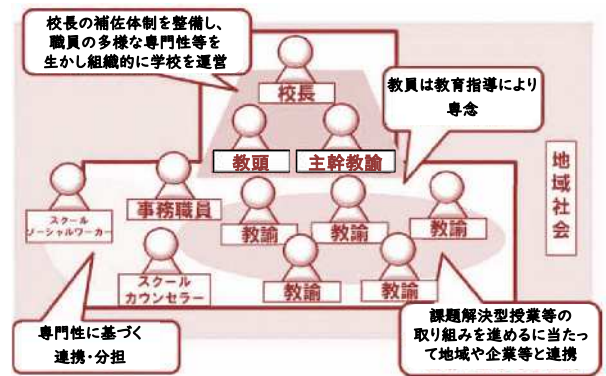 校長の補佐体制を整備し、
職員の多様な専門性等を
生かし組織的に学校を運営
校長
教員は教育指導により
専念
教頭
主幹教諭
地域社会
スクール
ソーシャルワーカー
事務職員
教諭
教諭
教諭
スクール
カウンセラー
教諭
教諭
専門性に基づく
連携・分担
課題解決型授業等の
取り組みを進めるに当たっ
て地域や企業等と連携